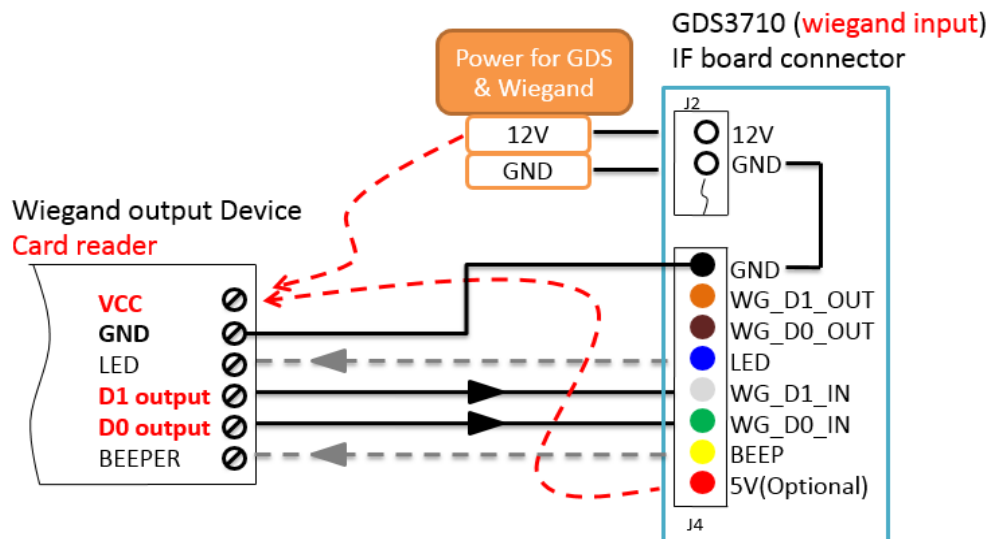 GDS3710 (wiegand input)
IF board connector
Power for GDS
& Wiegand
12V
GND
J2
12V
GND
Wiegand output Device
Card reader
VCC
GND
LED
D1 output
D0 output
BEEPER
GND
WG_D1_OUT
WG_D0_OUT
LED
WG_D1_IN
WG_D0_IN
BEEP
5V(Optional)
J4